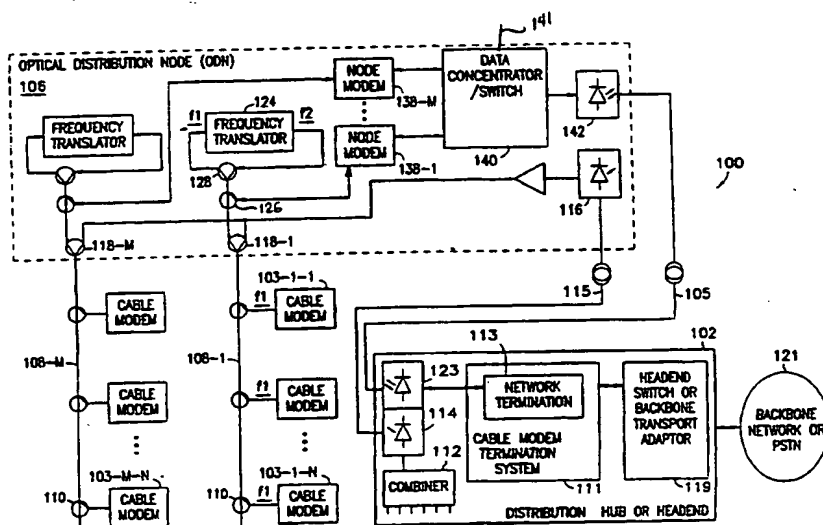 141
OPTICAL DISTRIBUTION NODE (ODN)
106
NODE
MODEM
138-M
DATA
CONCENTRATOR
/SWITCH
140
142
f1
124
f2
FREQUENCY
TRANSLATOR
FREQUENCY
TRANSLATOR
NODE
MODEM
138-1
128
126
116
100
118-M
118-1
115
105
103-1-1
f1
CABLE
MODEM
CABLE
MODEM
108-M
108-1
102
113
123
NETWORK
TERMINATION
HEADEND
SWITCH OR
BACKBONE
TRANSPORT
ADAPTOR
121
BACKBONE
NETWORK OR
PSTN
CABLE
MODEM
f1
CABLE
MODEM
114
112
CABLE MODEM
TERMINATION
SYSTEM
103-M-N
103-1-N
110
CABLE
MODEM
110
f1
CABLE
MODEM
COMBINER
111
119
DISTRIBUTION HUB OR HEADEND